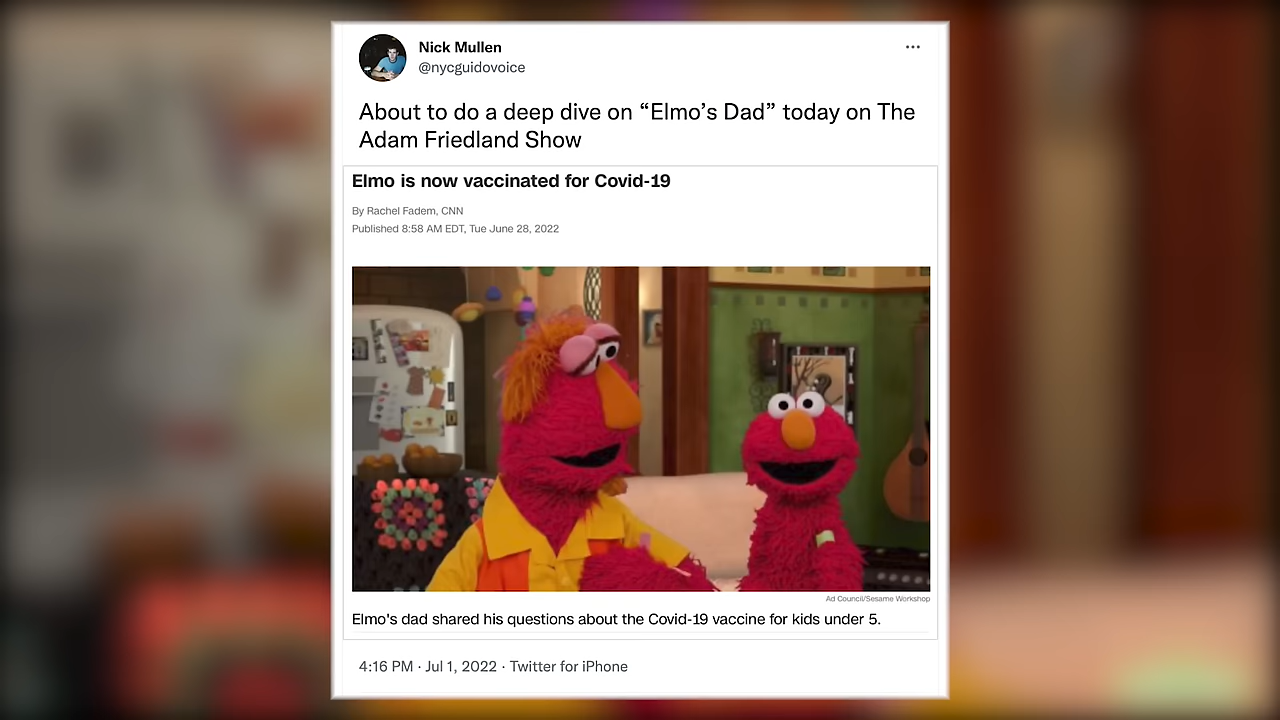 Nick Mullen
@nycguidovoice
About to do a deep dive on “Elmo’s Dad” today on The
Adam Friedland Show
Elmo is now vaccinated for Covid-19
By Rachel Fadem, CNN
Published 8:58 AM EDT, Tue June 28, 2022
Ad Council/Sesame Workshop
Elmo's dad shared his questions about the Covid-19 vaccine for kids under 5.
4:16 PM · Jul 1, 2022 · Twitter for iPhone